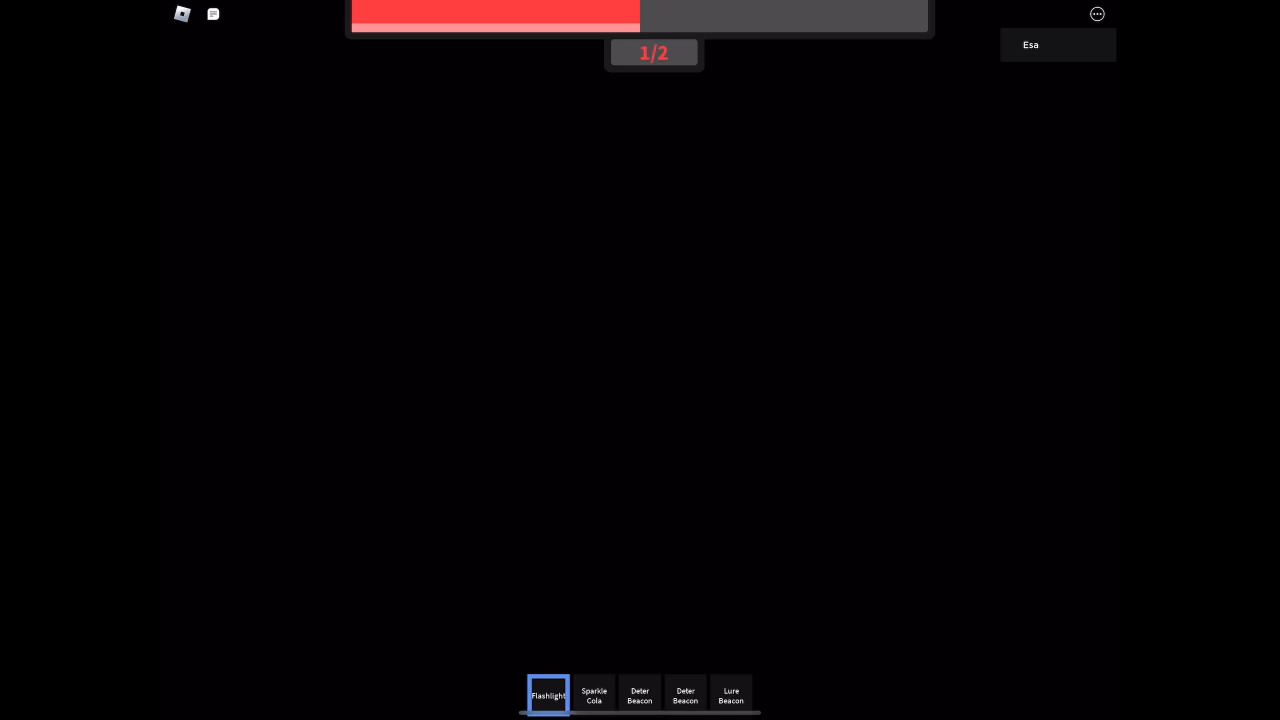 1/2
Esa
Flashlight
Sparkle
Cola
Deter
Beacon
Deter
Beacon
Lure
Beacon